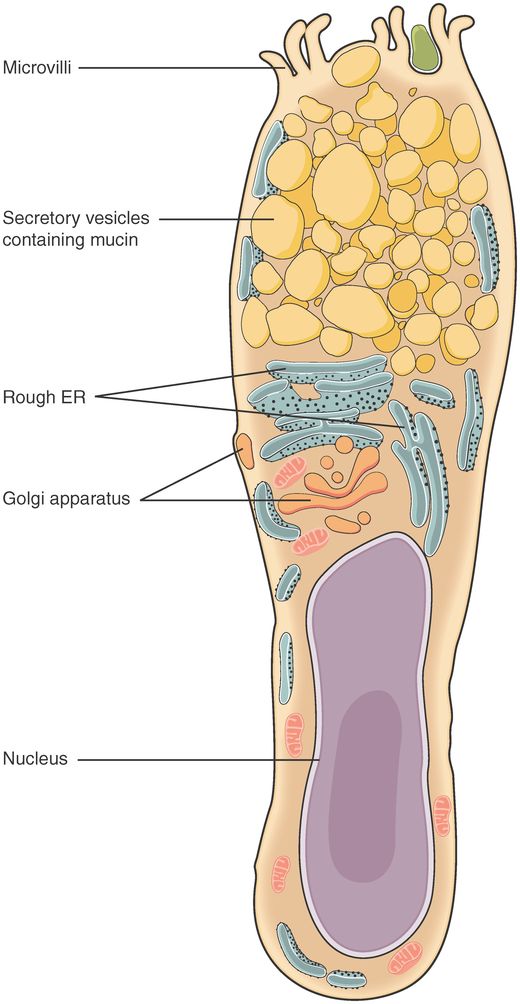 Microvilli
Secretory vesicles
containing mucin
Rough ER
Golgi apparatus
Nucleus